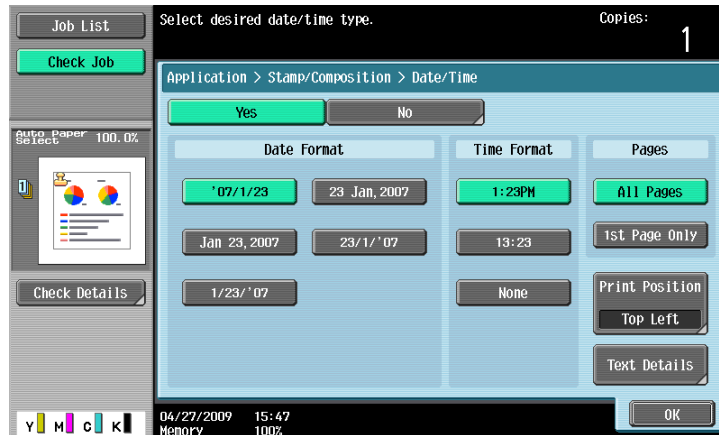 Job List
Check Job
Select desired date/time type.
Copies:
1
Application > Stamp/Composition > Date/Time
Yes
No
Auto Paper
Select
100.0%
1
Date Format
Time Format
Pages
'07/1/23
23 Jan,2007
1:23PM
All Pages
Jan 23,2007
23/1/'07
13:23
1st Page Only
1/23/'07
None
Check Details
Print Position
Top Left
Text Details
Y M C K
04/27/2009 15:47
Memory 100%
OK